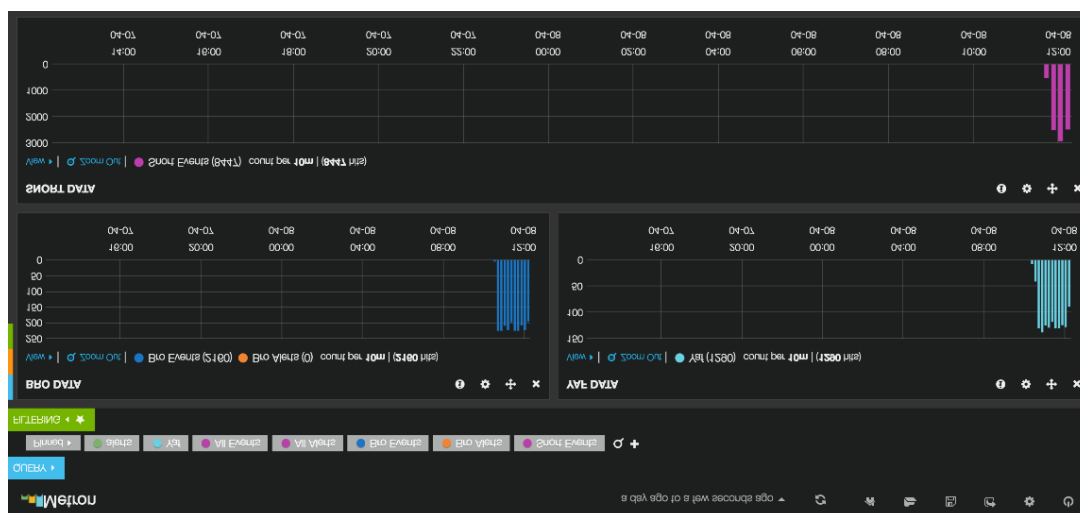 Metron a day ago to a few seconds ago
QUERY
Pinned alerts Yaf All Events All Alerts Bro Events Bro Alerts Snort Events
FILTERING
BRO DATA
View | Zoom Out | Bro Events (2160) Bro Alerts (0) count per 10m | (2160 hits)
250
200
150
100
50
0
16:00 20:00 00:00 04:00 08:00 12:00
04-07 04-07 04-08 04-08 04-08 04-08
YAF DATA
View | Zoom Out | Yaf (1290) count per 10m | (1290 hits)
150
100
50
0
16:00 20:00 00:00 04:00 08:00 12:00
04-07 04-07 04-08 04-08 04-08 04-08
SNORT DATA
View | Zoom Out | Snort Events (8447) count per 10m | (8447 hits)
3000
2000
1000
0
14:00 16:00 18:00 20:00 22:00 00:00 02:00 04:00 06:00 08:00 10:00 12:00
04-07 04-07 04-07 04-07 04-07 04-08 04-08 04-08 04-08 04-08 04-08 04-08